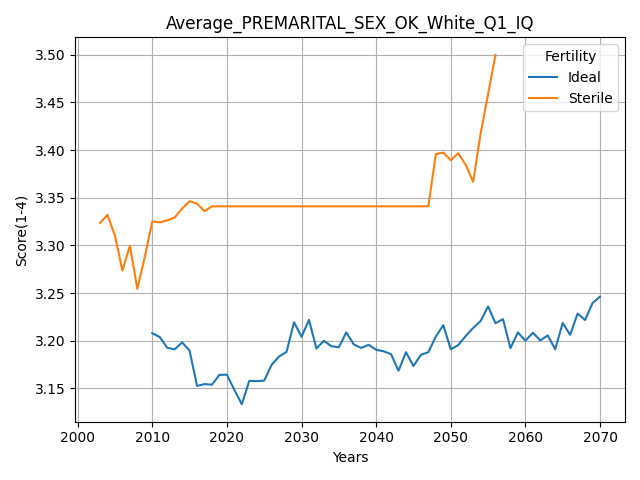 Average_PREMARITAL_SEX_OK_White_Q1_IQ
Score(1-4)
3.50
3.45
3.40
3.35
3.30
3.25
3.20
3.15
Fertility
Ideal
Sterile
2000 2010 2020 2030 2040 2050 2060 2070
Years